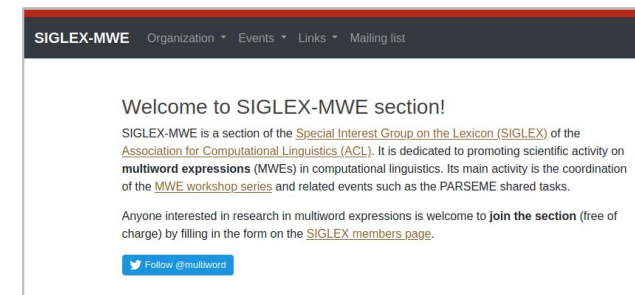 SIGLEX-MWE Organization Events Links Mailing list
Welcome to SIGLEX-MWE section!
SIGLEX-MWE is a section of the Special Interest Group on the Lexicon (SIGLEX) of the
Association for Computational Linguistics (ACL). It is dedicated to promoting scientific activity on
multiword expressions (MWEs) in computational linguistics. Its main activity is the coordination
of the MWE workshop series and related events such as the PARSEME shared tasks.
Anyone interested in research in multiword expressions is welcome to join the section (free of
charge) by filling in the form on the SIGLEX members page.
Follow @multiword